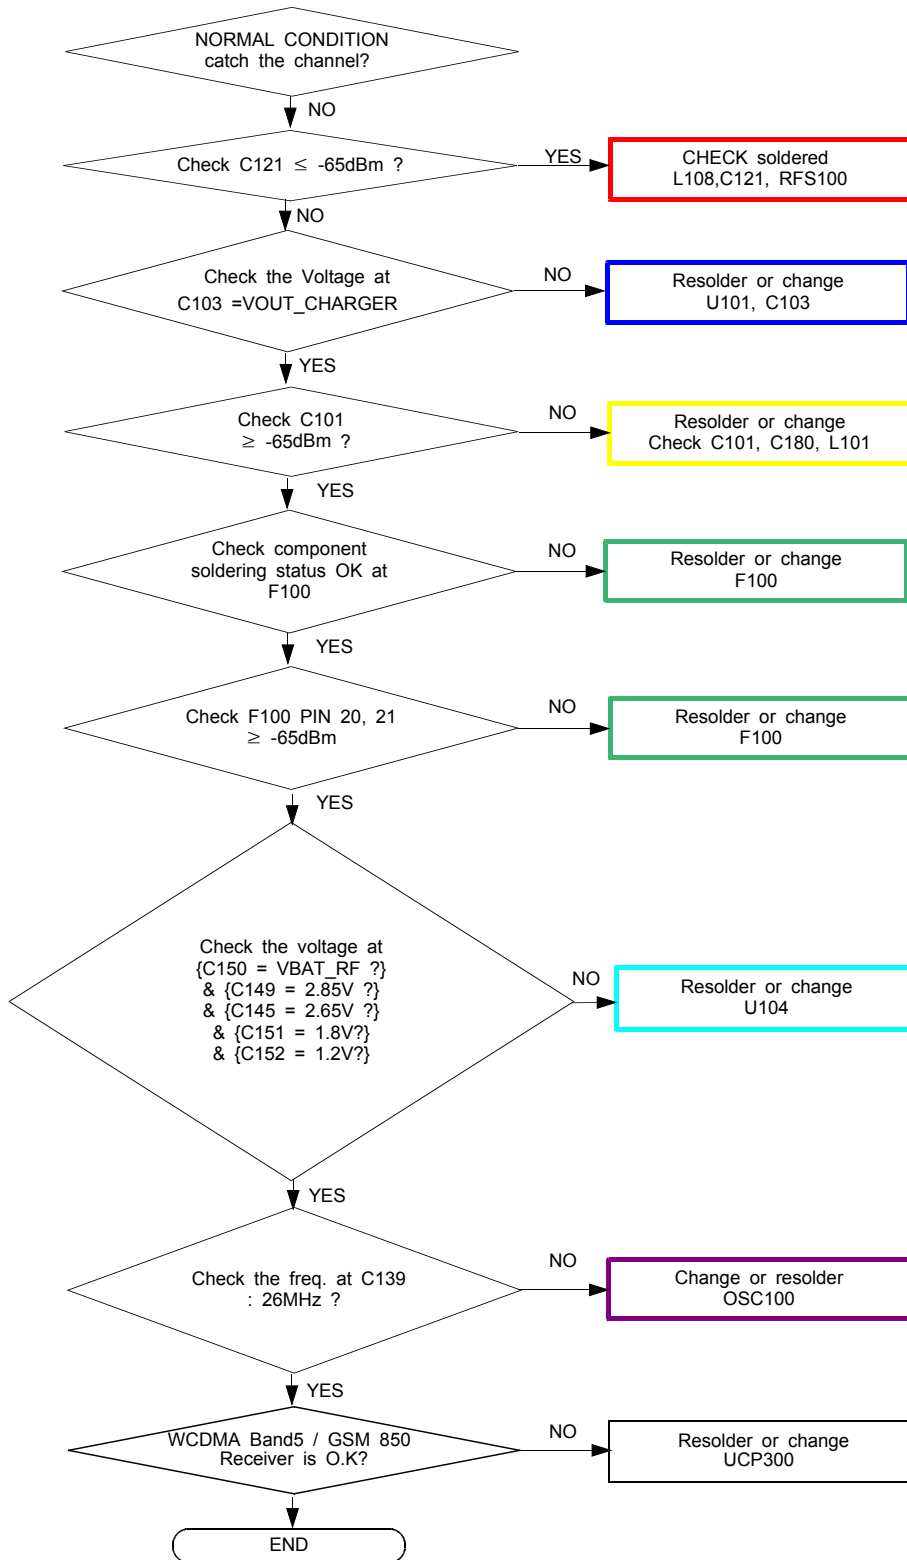 NORMAL CONDITION
catch the channel?
NO
Check C121 ≤ -65dBm ?
YES
CHECK soldered
L108,C121, RFS100
NO
Check the Voltage at
C103 =VOUT_CHARGER
NO
Resolder or change
U101, C103
YES
Check C101
≥ -65dBm ?
NO
Resolder or change
Check C101, C180, L101
YES
Check component
soldering status OK at
F100
NO
Resolder or change
F100
YES
Check F100 PIN 20, 21
≥ -65dBm
NO
Resolder or change
F100
YES
Check the voltage at
{C150 = VBAT_RF ?}
& {C149 = 2.85V ?}
& {C145 = 2.65V ?}
& {C151 = 1.8V?}
& {C152 = 1.2V?}
NO
Resolder or change
U104
YES
Check the freq. at C139
: 26MHz ?
NO
Change or resolder
OSC100
YES
WCDMA Band5 / GSM 850
Receiver is O.K?
NO
Resolder or change
UCP300
END